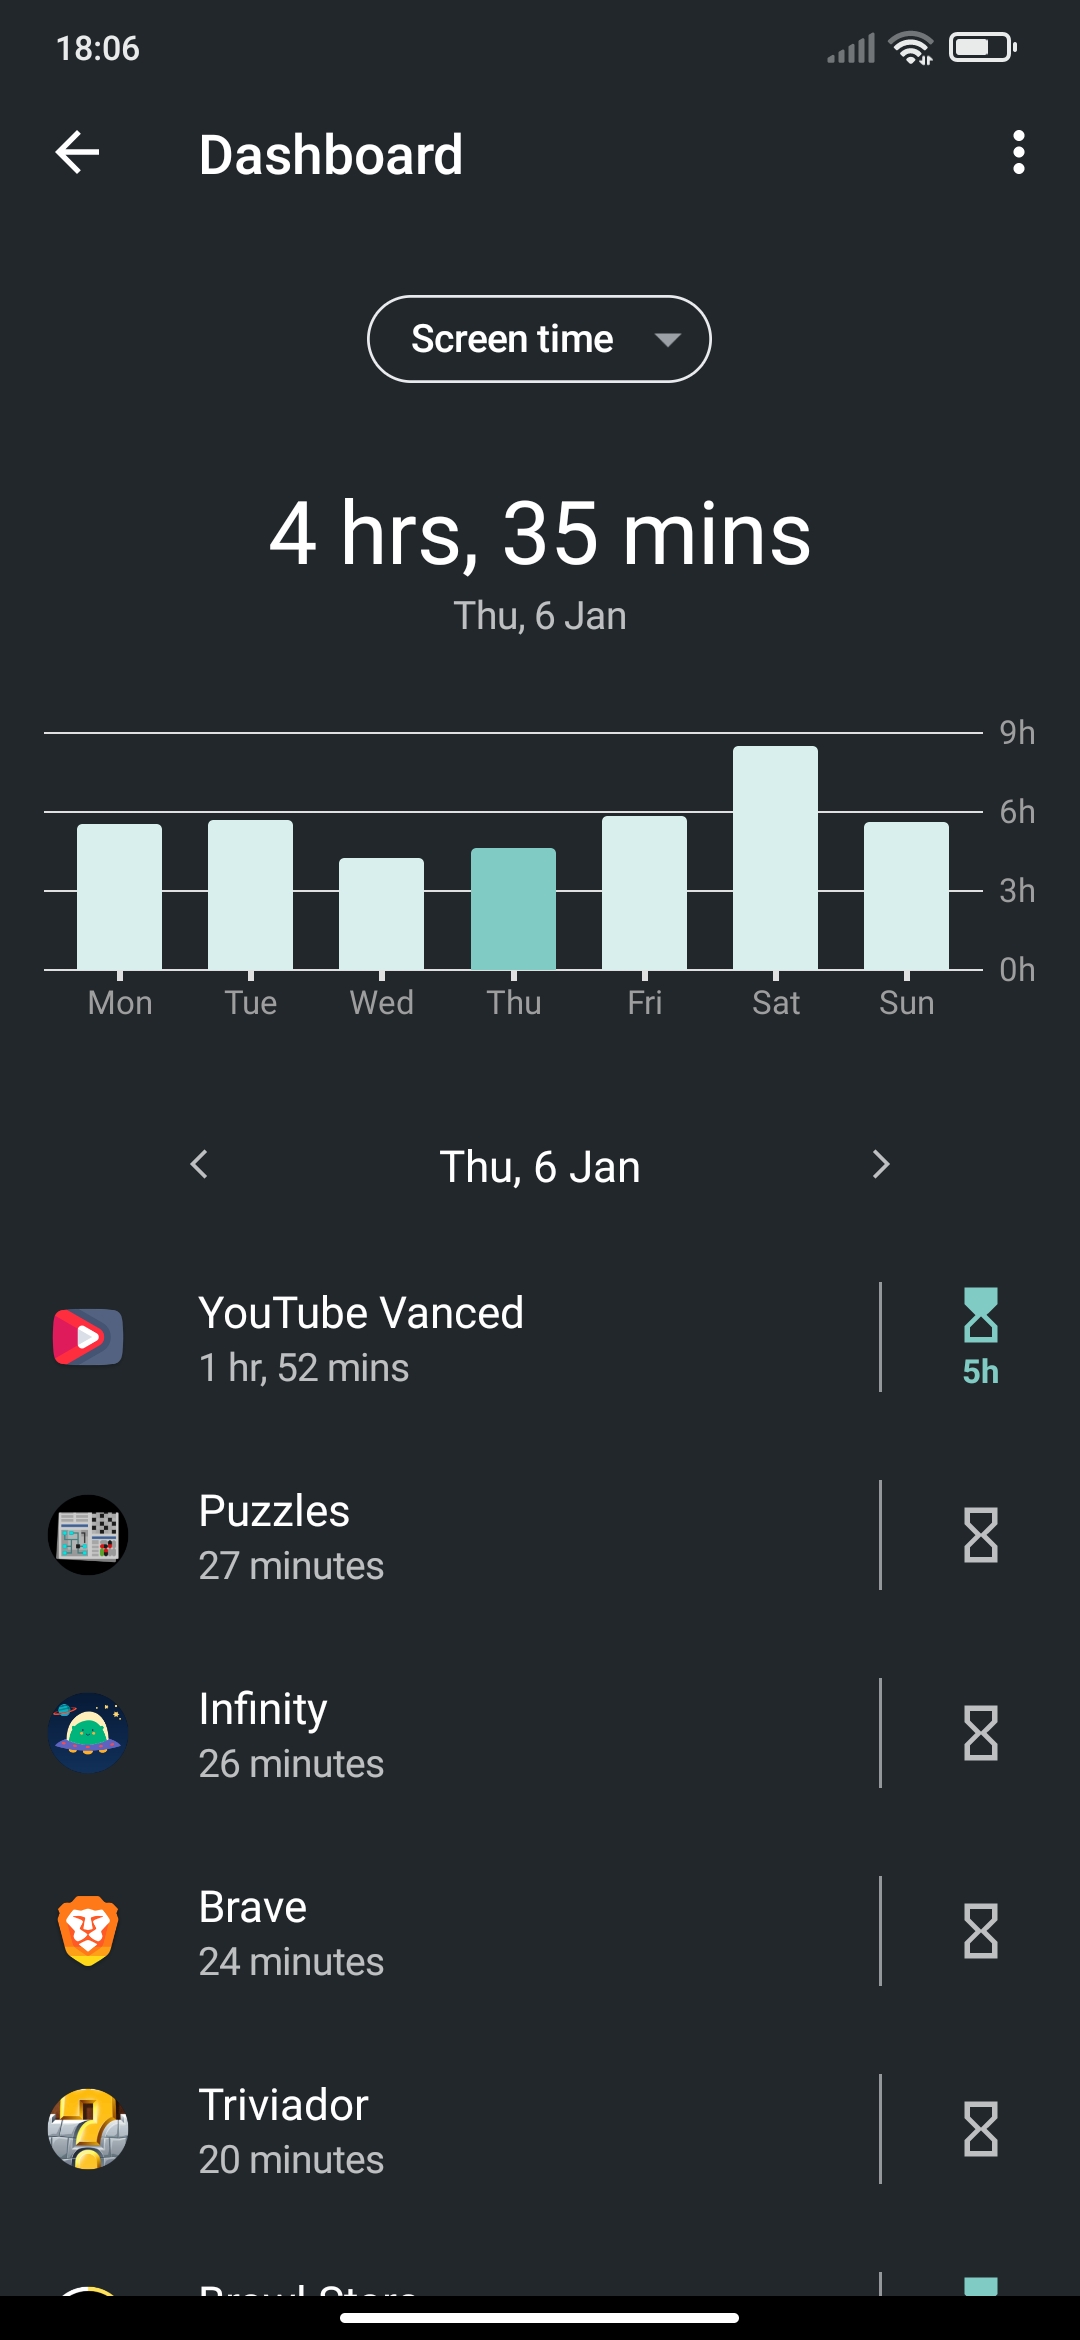 18:06
Dashboard
Screen time
4 hrs, 35 mins
Thu, 6 Jan
9h
6h
3h
0h
Mon Tue Wed Thu Fri Sat Sun
Thu, 6 Jan
YouTube Vanced
1 hr, 52 mins
5h
Puzzles
27 minutes
Infinity
26 minutes
Brave
24 minutes
Triviador
20 minutes
Brawl Stars